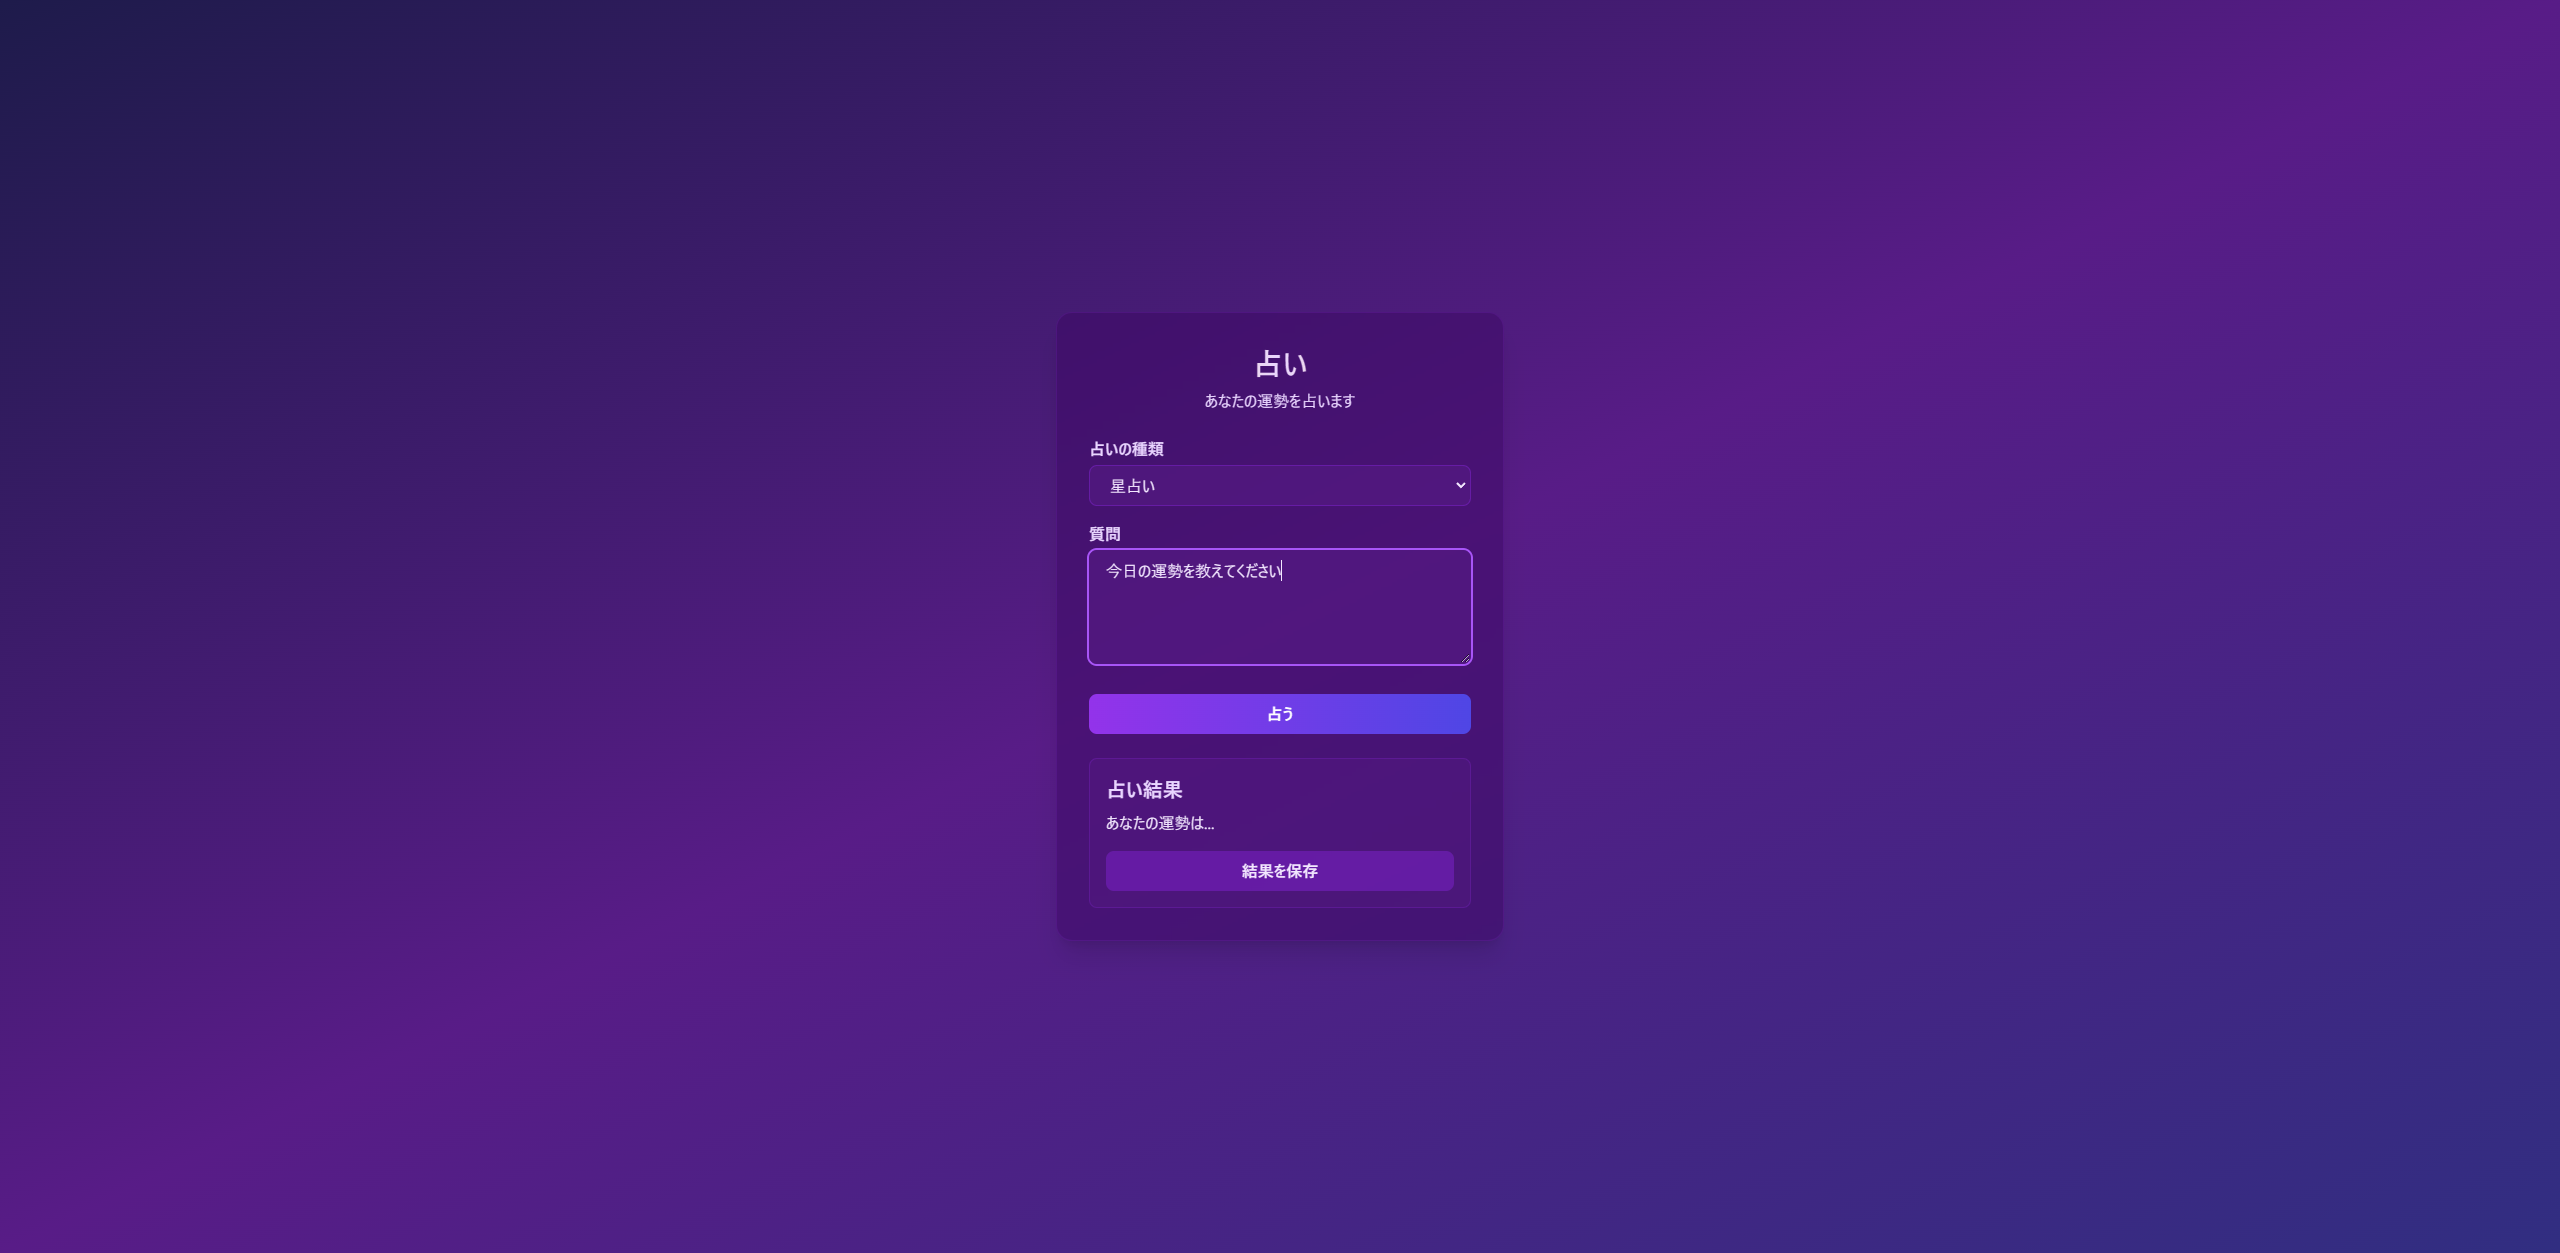 占い
あなたの運勢を占います
占いの種類
星占い
質問
今日の運勢を教えてください
占う
占い結果
あなたの運勢は...
結果を保存